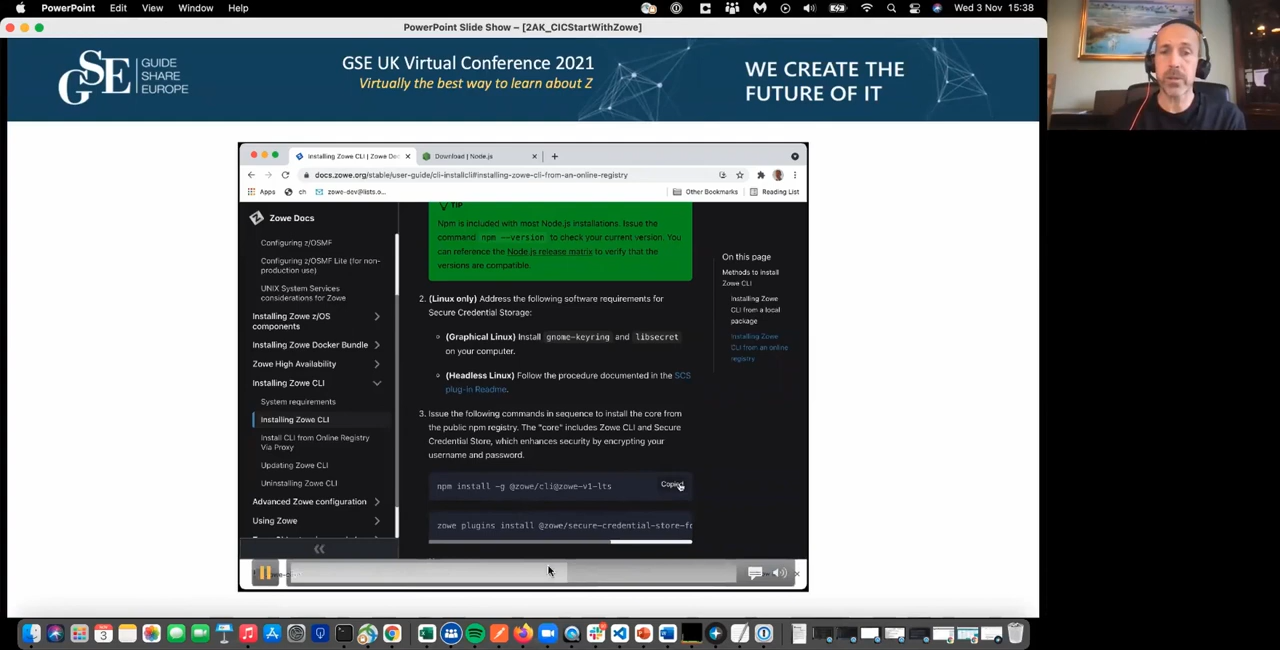 PowerPoint Edit View Window Help
Wed 3 Nov 15:38
PowerPoint Slide Show – [2AK_CICStartWithZowe]
GSE
GUIDE
SHARE
EUROPE
GSE UK Virtual Conference 2021
Virtually the best way to learn about Z
WE CREATE THE
FUTURE OF IT
Installing Zowe CLI | Zowe Doc
Download | Node.js
docs.zowe.org/stable/user-guide/cli-installcli#installing-zowe-cli-from-an-online-registry
Apps
ch
zowe-dev@lists.o...
Other Bookmarks
Reading List
Zowe Docs
Configuring z/OSMF
Configuring z/OSMF Lite (for non-
production use)
UNIX System Services
considerations for Zowe
Installing Zowe z/OS
components
Installing Zowe Docker Bundle
Zowe High Availability
Installing Zowe CLI
System requirements
Installing Zowe CLI
Install CLI from Online Registry
Via Proxy
Updating Zowe CLI
Uninstalling Zowe CLI
Advanced Zowe configuration
Using Zowe
TIP
Npm is included with most Node.js installations. Issue the
command npm --version to check your current version. You
can reference the Node.js release matrix to verify that the
versions are compatible.
2. (Linux only) Address the following software requirements for
Secure Credential Storage:
(Graphical Linux) Install gnome-keyring and libsecret
on your computer.
(Headless Linux) Follow the procedure documented in the SCS
plug-in Readme.
3. Issue the following commands in sequence to install the core from
the public npm registry. The "core" includes Zowe CLI and Secure
Credential Store, which enhances security by encrypting your
username and password.
npm install -g @zowe/cli@zowe-v1-lts
Copied
zowe plugins install @zowe/secure-credential-store-fo
On this page
Methods to install
Zowe CLI
Installing Zowe
CLI from a local
package
Installing Zowe
CLI from an online
registry